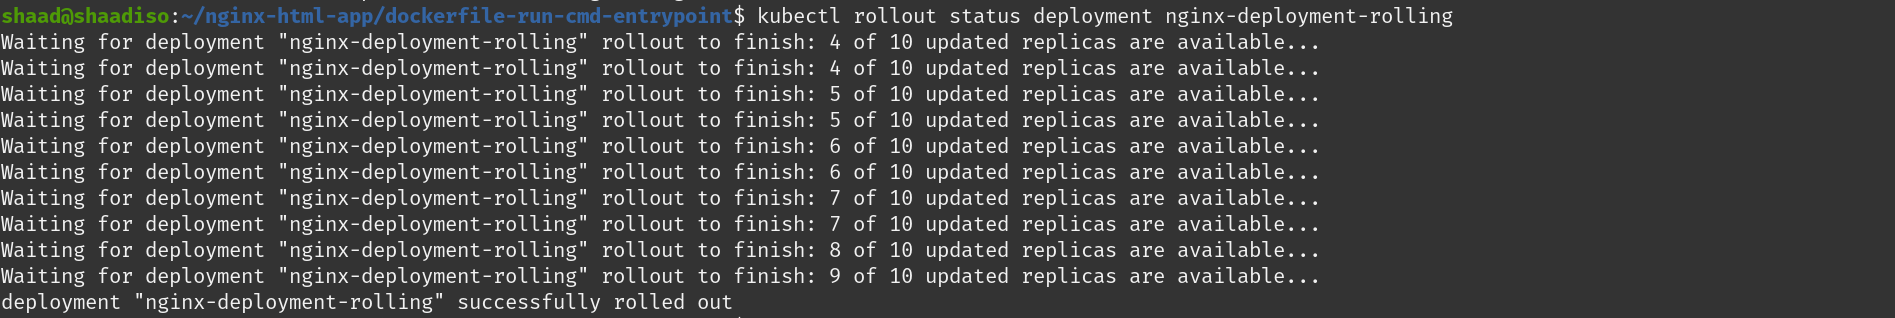 shaad@shaadiso:~/nginx-html-app/dockerfile-run-cmd-entrypoint$ kubectl rollout status deployment nginx-deployment-rolling
Waiting for deployment "nginx-deployment-rolling" rollout to finish: 4 of 10 updated replicas are available...
Waiting for deployment "nginx-deployment-rolling" rollout to finish: 4 of 10 updated replicas are available...
Waiting for deployment "nginx-deployment-rolling" rollout to finish: 5 of 10 updated replicas are available...
Waiting for deployment "nginx-deployment-rolling" rollout to finish: 5 of 10 updated replicas are available...
Waiting for deployment "nginx-deployment-rolling" rollout to finish: 6 of 10 updated replicas are available...
Waiting for deployment "nginx-deployment-rolling" rollout to finish: 6 of 10 updated replicas are available...
Waiting for deployment "nginx-deployment-rolling" rollout to finish: 7 of 10 updated replicas are available...
Waiting for deployment "nginx-deployment-rolling" rollout to finish: 7 of 10 updated replicas are available...
Waiting for deployment "nginx-deployment-rolling" rollout to finish: 8 of 10 updated replicas are available...
Waiting for deployment "nginx-deployment-rolling" rollout to finish: 9 of 10 updated replicas are available...
deployment "nginx-deployment-rolling" successfully rolled out